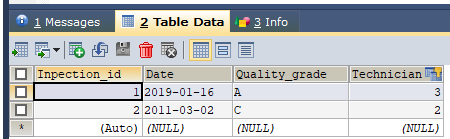 1 Messages 2 Table Data 3 Info
Inpection_id Date Quality_grade Technician
1 2019-01-16 A 3
2 2011-03-02 C 2
* (Auto) (NULL) (NULL) (NULL)